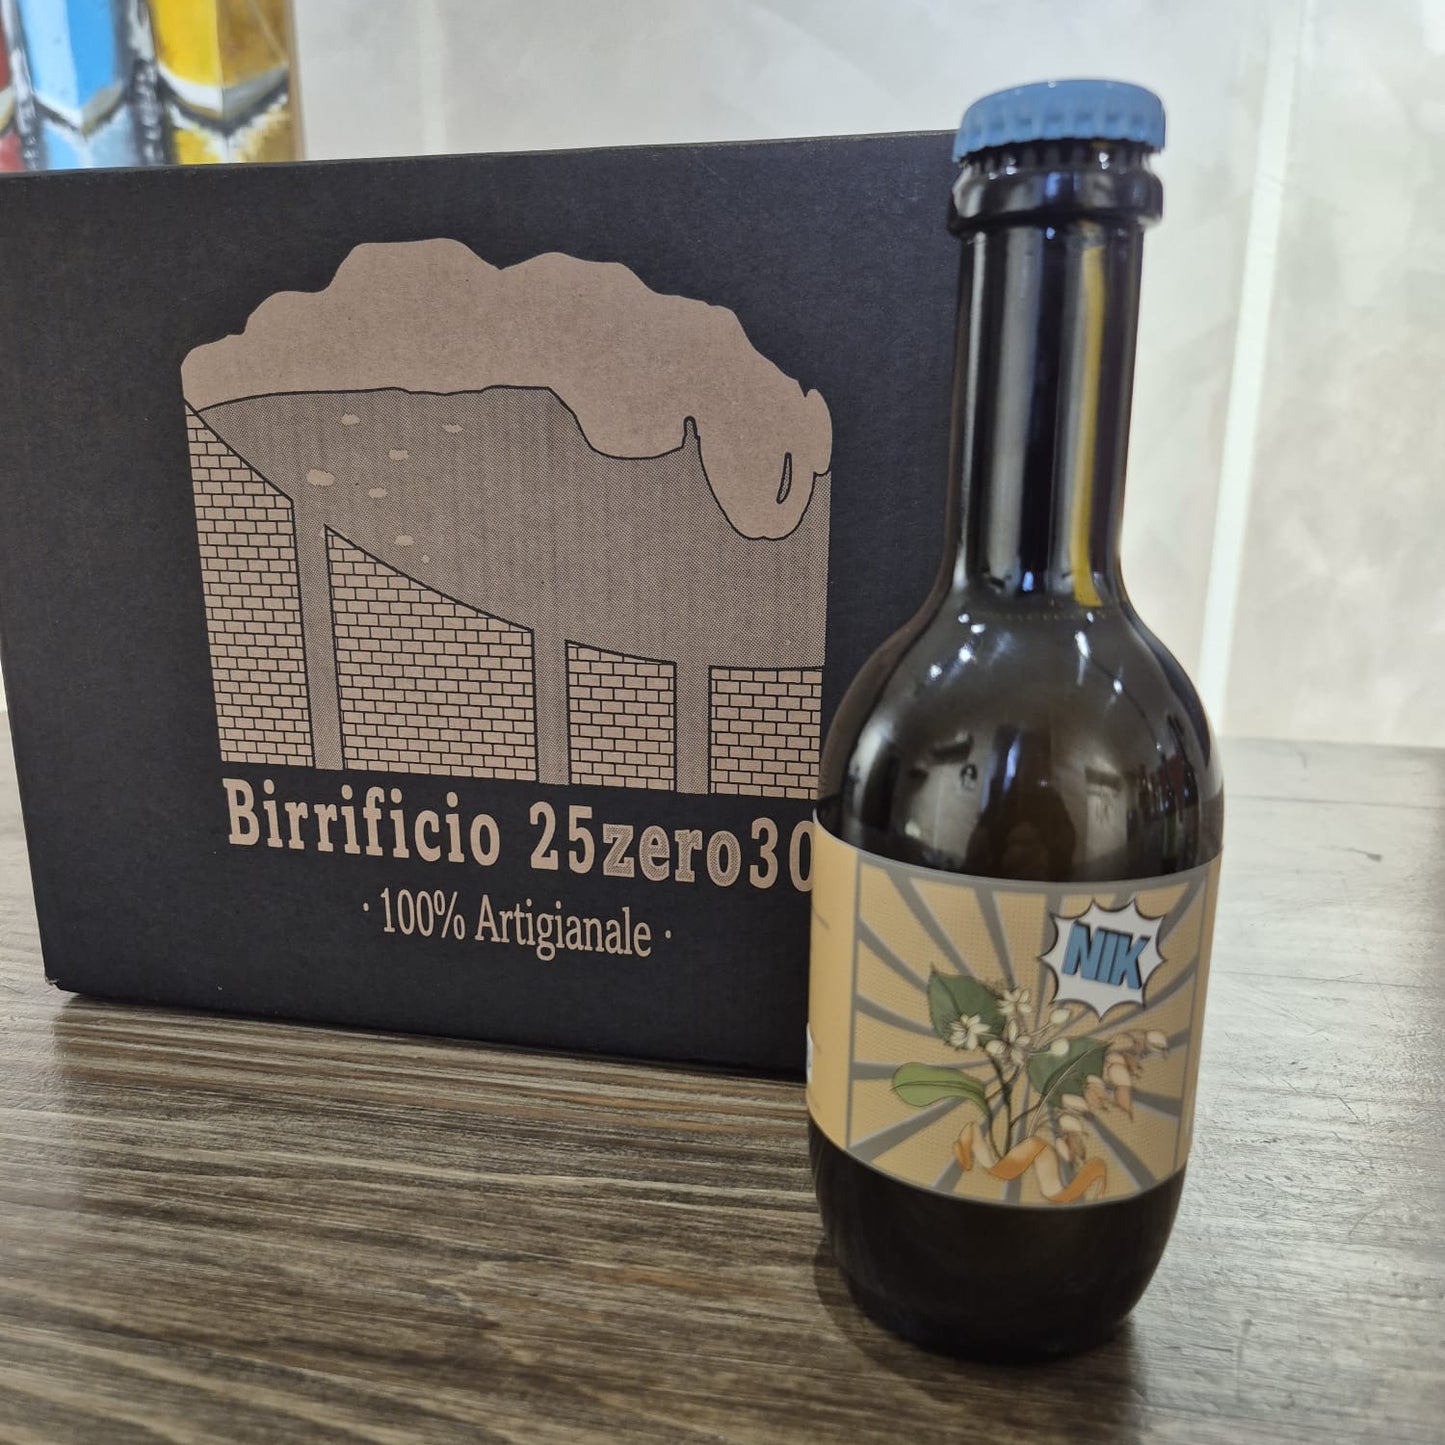 Birrificio 25zero30
· 100% Artigianale ·
NIK